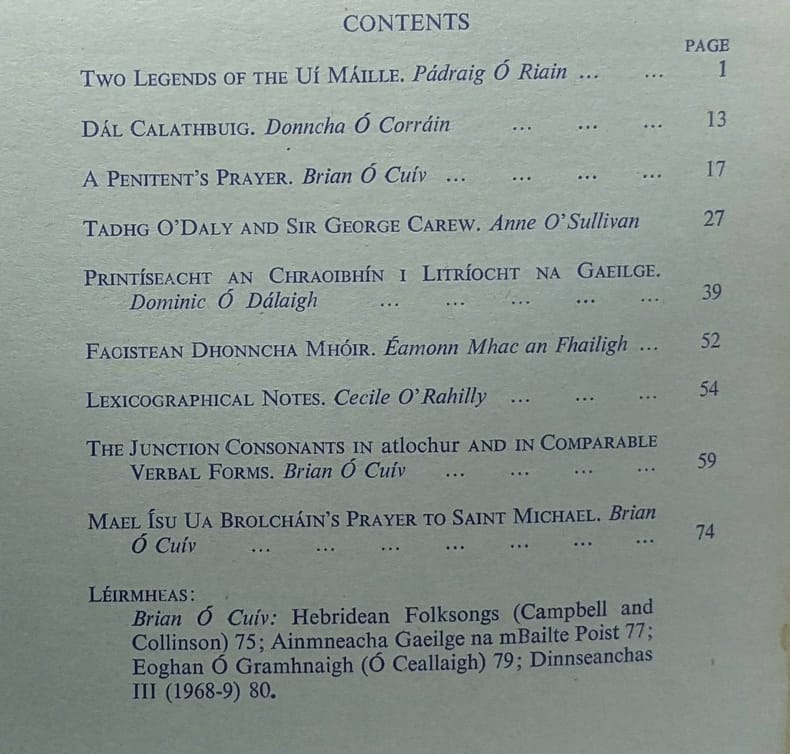 CONTENTS
PAGE
TWO LEGENDS OF THE UÍ MÁILLE. Pádraig Ó Riain ... ... 1
DÁL CALATHBUIG. Donncha Ó Corráin ... ... ... 13
A PENITENT'S PRAYER. Brian Ó Cuív ... ... ... ... 17
TADHG O'DALY AND SIR GEORGE CAREW. Anne O'Sullivan 27
PRINTÍSEACHT AN CHRAOIBHÍN I LITRÍOCHT NA GAEILGE.
Dominic Ó Dálaigh ... ... ... ... ... 39
FAOISTEAN DHONNCHA MHÓIR. Éamonn Mhac an Fhailigh ... 52
LEXICOGRAPHICAL NOTES. Cecile O'Rahilly ... ... ... 54
THE JUNCTION CONSONANTS IN atlochur AND IN COMPARABLE
VERBAL FORMS. Brian Ó Cuív ... ... ... ... 59
MAEL ÍSU UA BROLCHÁIN'S PRAYER TO SAINT MICHAEL. Brian
Ó Cuív ... ... ... ... ... ... ... 74
LÉIRMHEAS:
Brian Ó Cuív: Hebridean Folksongs (Campbell and
Collinson) 75; Ainmneacha Gaeilge na mBailte Poist 77;
Eoghan Ó Gramhnaigh (Ó Ceallaigh) 79; Dinnseanchas
III (1968-9) 80.